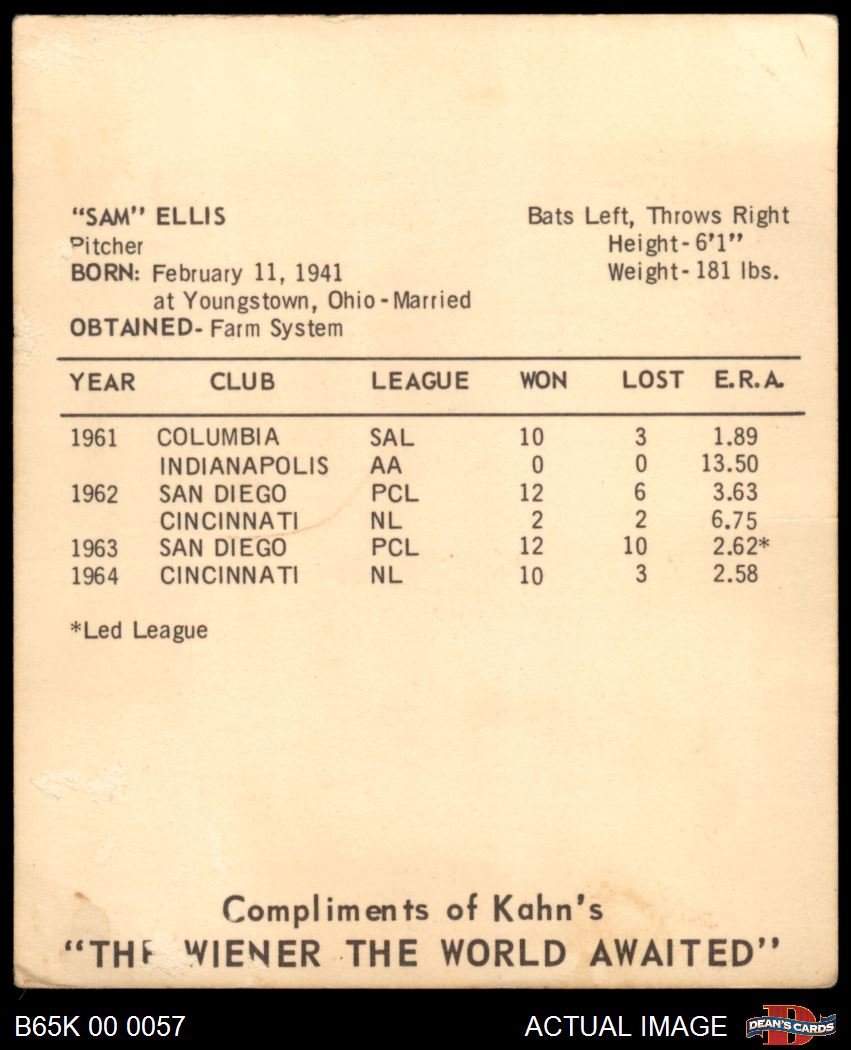 "SAM" ELLIS Bats Left, Throws Right
Pitcher Height-6'1"
BORN: February 11, 1941 Weight-181 lbs.
at Youngstown, Ohio-Married
OBTAINED-Farm System
YEAR CLUB LEAGUE WON LOST E.R.A.
1961 COLUMBIA SAL 10 3 1.89
INDIANAPOLIS AA 0 0 13.50
1962 SAN DIEGO PCL 12 6 3.63
CINCINNATI NL 2 2 6.75
1963 SAN DIEGO PCL 12 10 2.62*
1964 CINCINNATI NL 10 3 2.58
*Led League
Compliments of Kahn's
"THE WIENER THE WORLD AWAITED"
B65K 00 0057 ACTUAL IMAGE DEAN'S CARDS